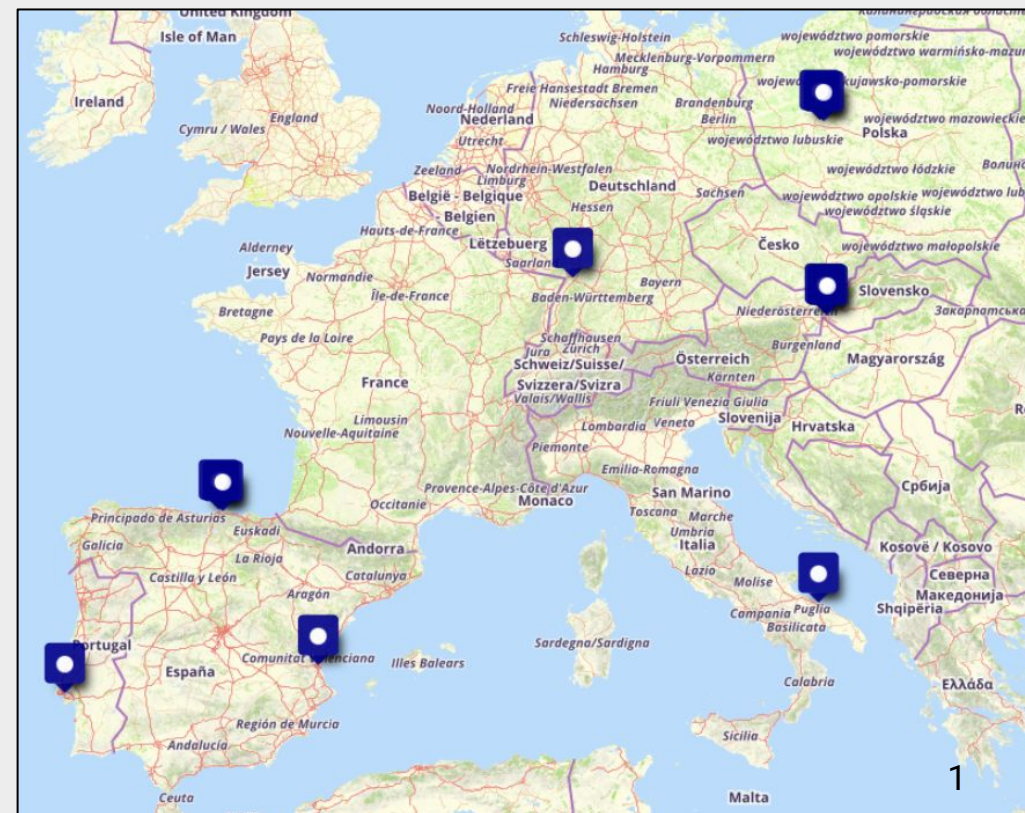 United Kingdom
Isle of Man
Ireland
England
Cymru / Wales
Schleswig-Holstein
Mecklenburg-Vorpommern
Hamburg
Freie Hansestadt Bremen
Niedersachsen
Noord-Holland
Nederland
Utrecht
Brandenburg
Berlin
województwo pomorskie
województwo warmińsko-mazur
kujawsko-pomorskie
województwo mazowieckie
Polska
województwo lubuskie
Zeeland
Nordrhein-Westfalen
Limburg
België - Belgique
- Belgien
Deutschland
Hessen
Sachsen
województwo łódzkie
województwo opolskie
województwo lub
województwo śląskie
Hauts-de-France
Lëtzebuerg
Saarland
Česko
województwo małopolskie
Alderney
Jersey
Normandie
Île-de-France
Bretagne
Pays de la Loire
Baden-Württemberg
Bayern
Niederösterreich
Slovensko
Schaffhausen
Jura
Zürich
Schweiz/Suisse/
Svizzera/Svizra
Valais/Wallis
Österreich
Kärnten
Burgenland
Magyarország
France
Limousin
Nouvelle-Aquitaine
Friuli Venezia Giulia
Lombardia
Veneto
Slovenija
Hrvatska
Piemonte
Emilia-Romagna
Provence-Alpes-Côte d'Azur
Monaco
San Marino
Occitanie
Toscana
Marche
Umbria
Italia
Србија
Principado de Asturias
Euskadi
Galicia
La Rioja
Andorra
Castilla y León
Catalunya
Aragón
Lazio
Molise
Kosovë / Kosovo
Северна
Македонија
Campania
Puglia
Shqipëria
Basilicata
Portugal
España
Comunitat Valenciana
Illes Balears
Sardegna/Sardigna
Calabria
Ελλάδα
Región de Murcia
Andalucía
Sicilia
Ceuta
Malta
1